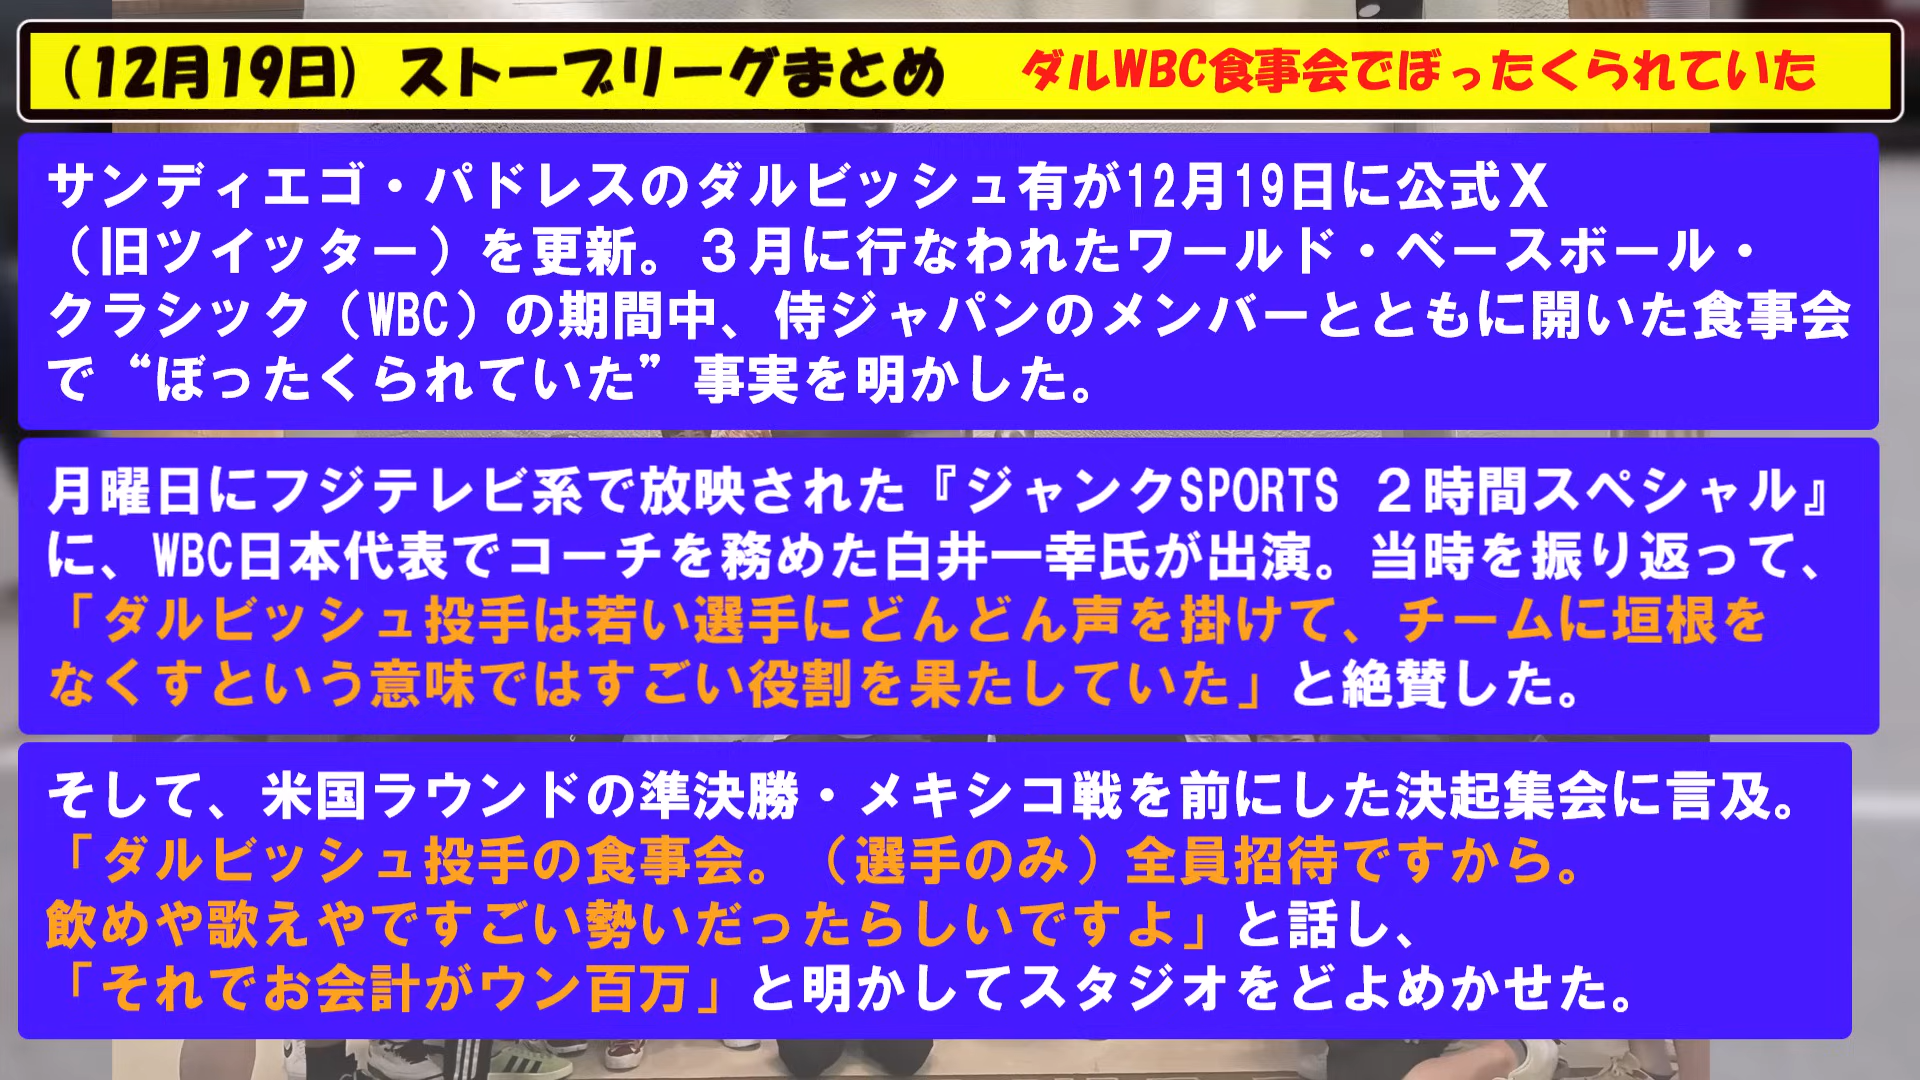 (12月19日) ストーブリーグまとめ ダルWBC食事会でぼったくられていた
サンディエゴ・パドレスのダルビッシュ有が12月19日に公式X
（旧ツイッター）を更新。３月に行なわれたワールド・ベースボール・
クラシック（WBC）の期間中、侍ジャパンのメンバーとともに開いた食事会
で“ぼったくられていた”事実を明かした。
月曜日にフジテレビ系で放映された『ジャンクSPORTS ２時間スペシャル』
に、WBC日本代表でコーチを務めた白井一幸氏が出演。当時を振り返って、
「ダルビッシュ投手は若い選手にどんどん声を掛けて、チームに垣根を
なくすという意味ではすごい役割を果たしていた」と絶賛した。
そして、米国ラウンドの準決勝・メキシコ戦を前にした決起集会に言及。
「ダルビッシュ投手の食事会。（選手のみ）全員招待ですから。
飲めや歌えやですごい勢いだったらしいですよ」と話し、
「それでお会計がウン百万」と明かしてスタジオをどよめかせた。